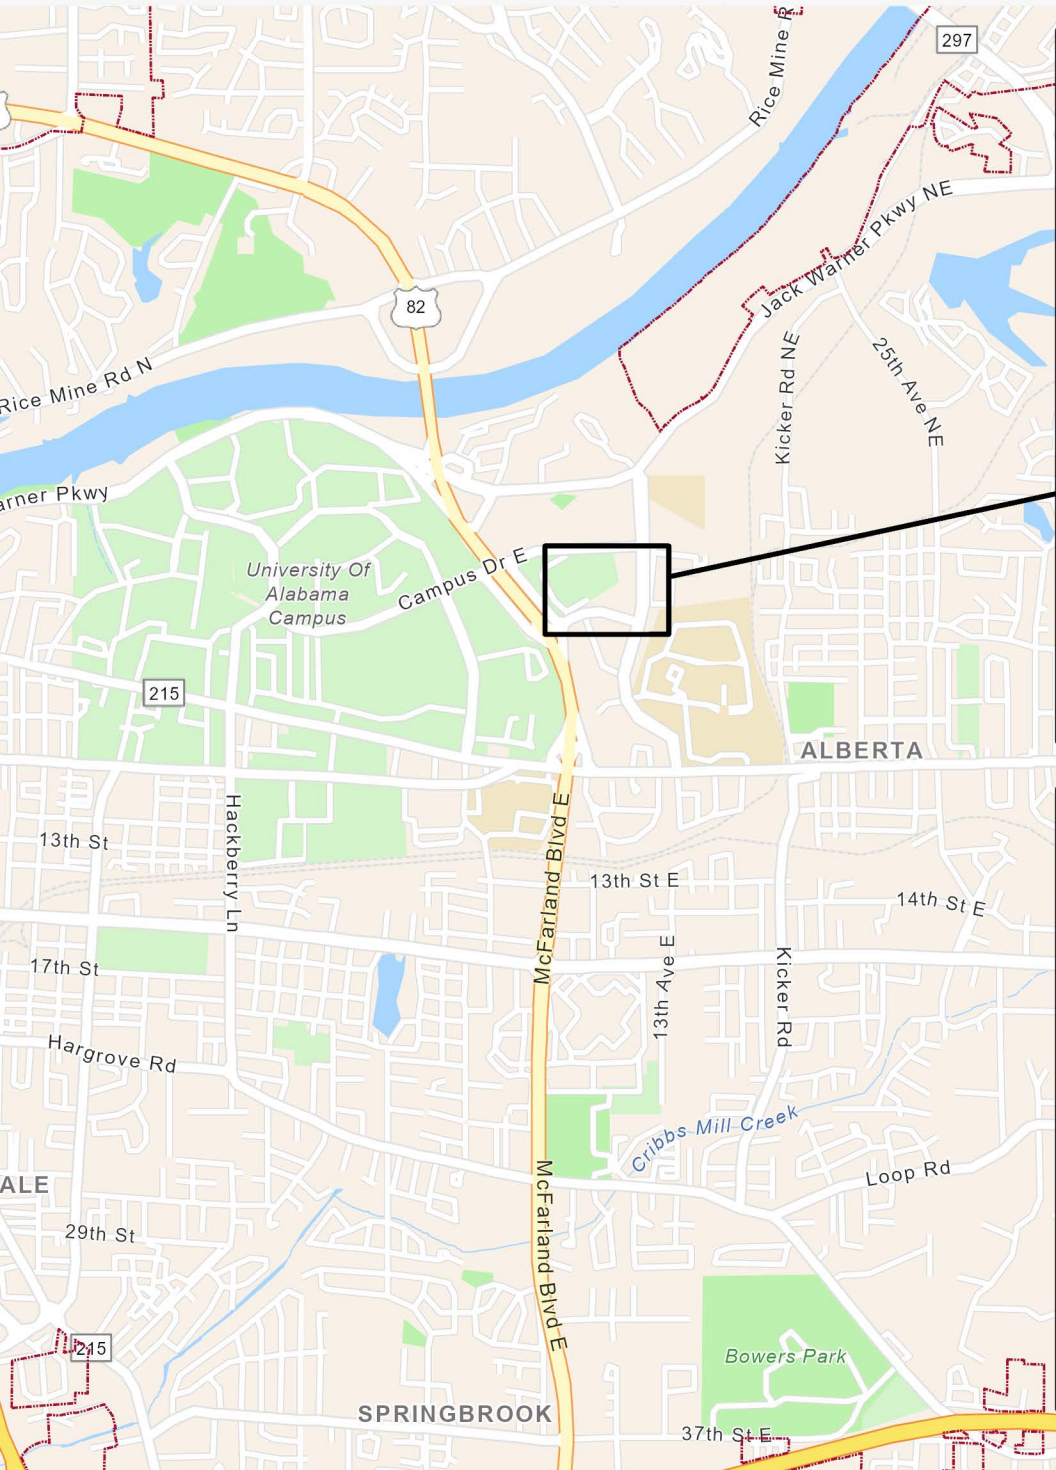 297
Rice Mine R
Jack Warner Pkwy NE
82
Rice Mine Rd N
Kicker Rd NE
25th Ave NE
arner Pkwy
University Of
Alabama
Campus
Campus Dr E
215
ALBERTA
Hackberry Ln
McFarland Blvd E
13th St
13th St E
14th St E
17th St
13th Ave E
Kicker Rd
Hargrove Rd
Cribbs Mill Creek
Loop Rd
ALE
29th St
McFarland Blvd E
215
Bowers Park
SPRINGBROOK
37th St E